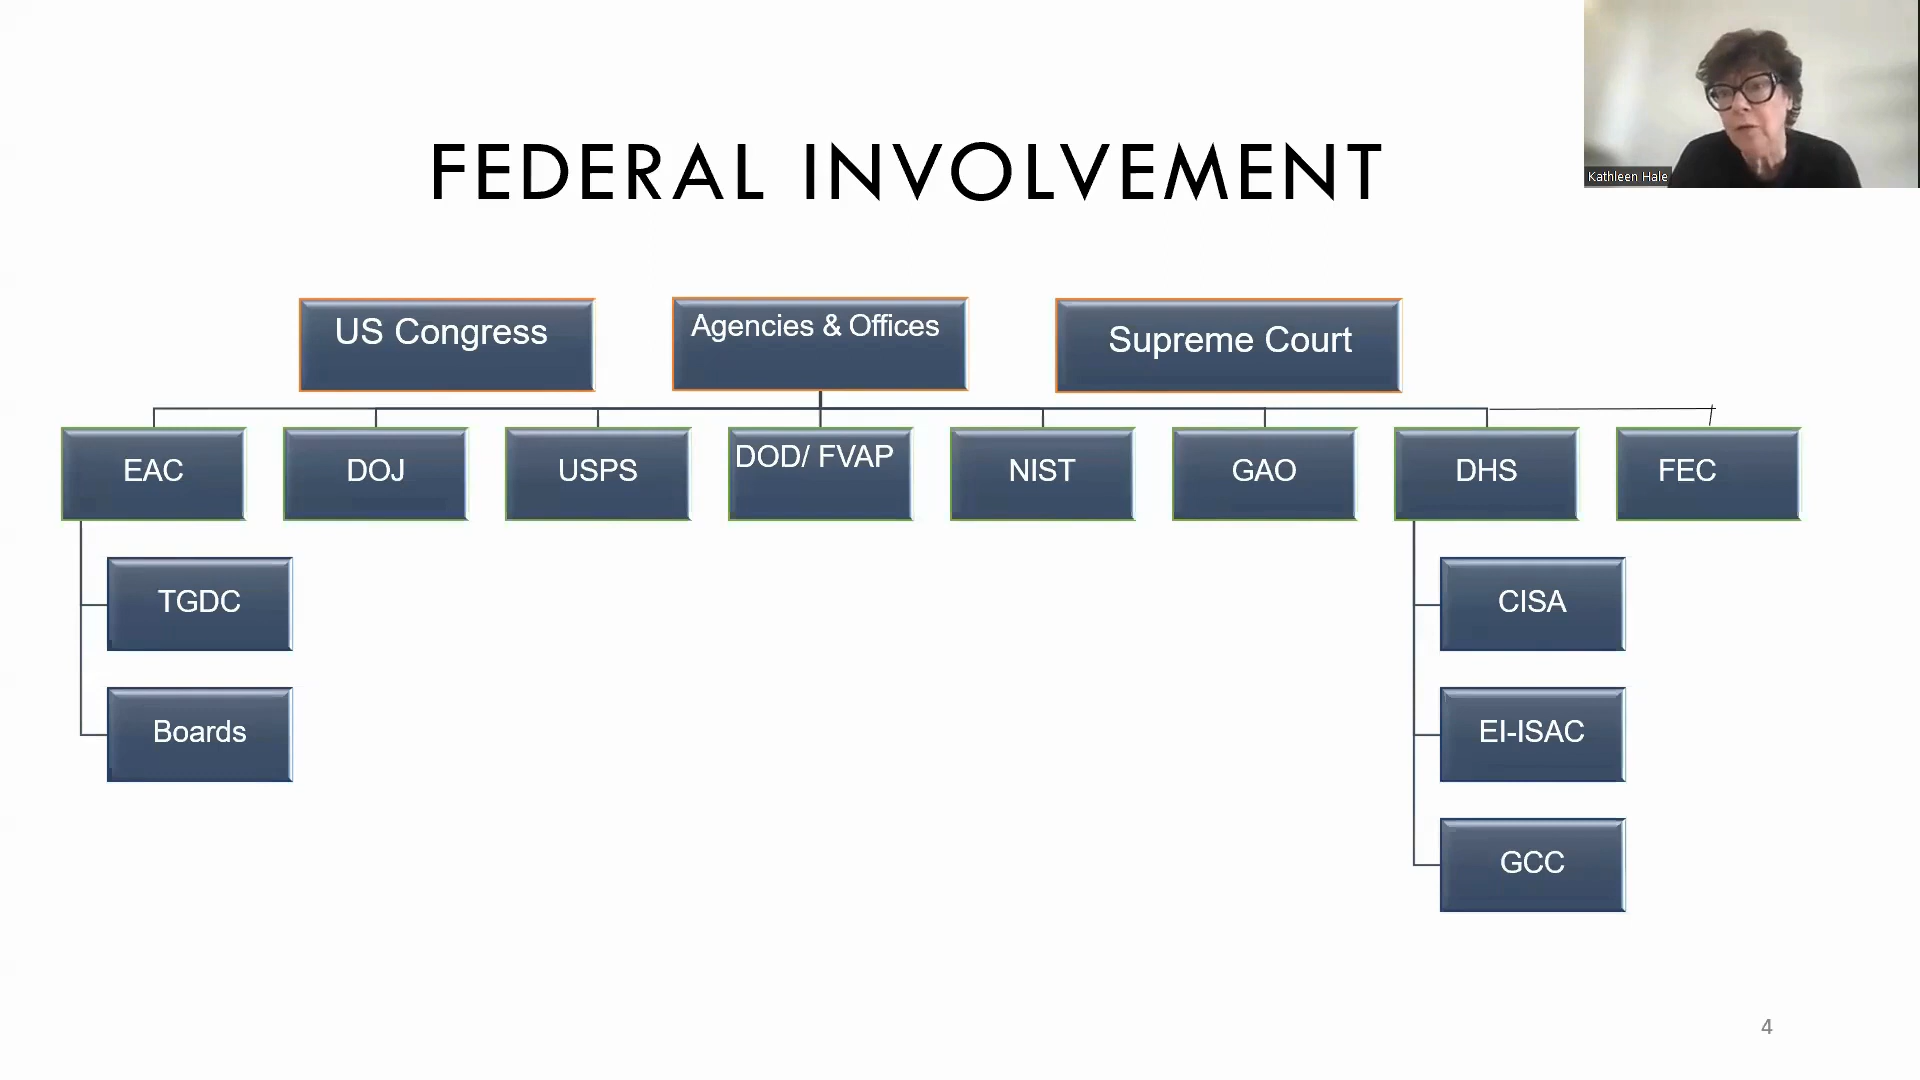 FEDERAL INVOLVEMENT
Kathleen Hale
US Congress
Agencies & Offices
Supreme Court
EAC
DOJ
USPS
DOD/ FVAP
NIST
GAO
DHS
FEC
TGDC
Boards
CISA
EI-ISAC
GCC
4